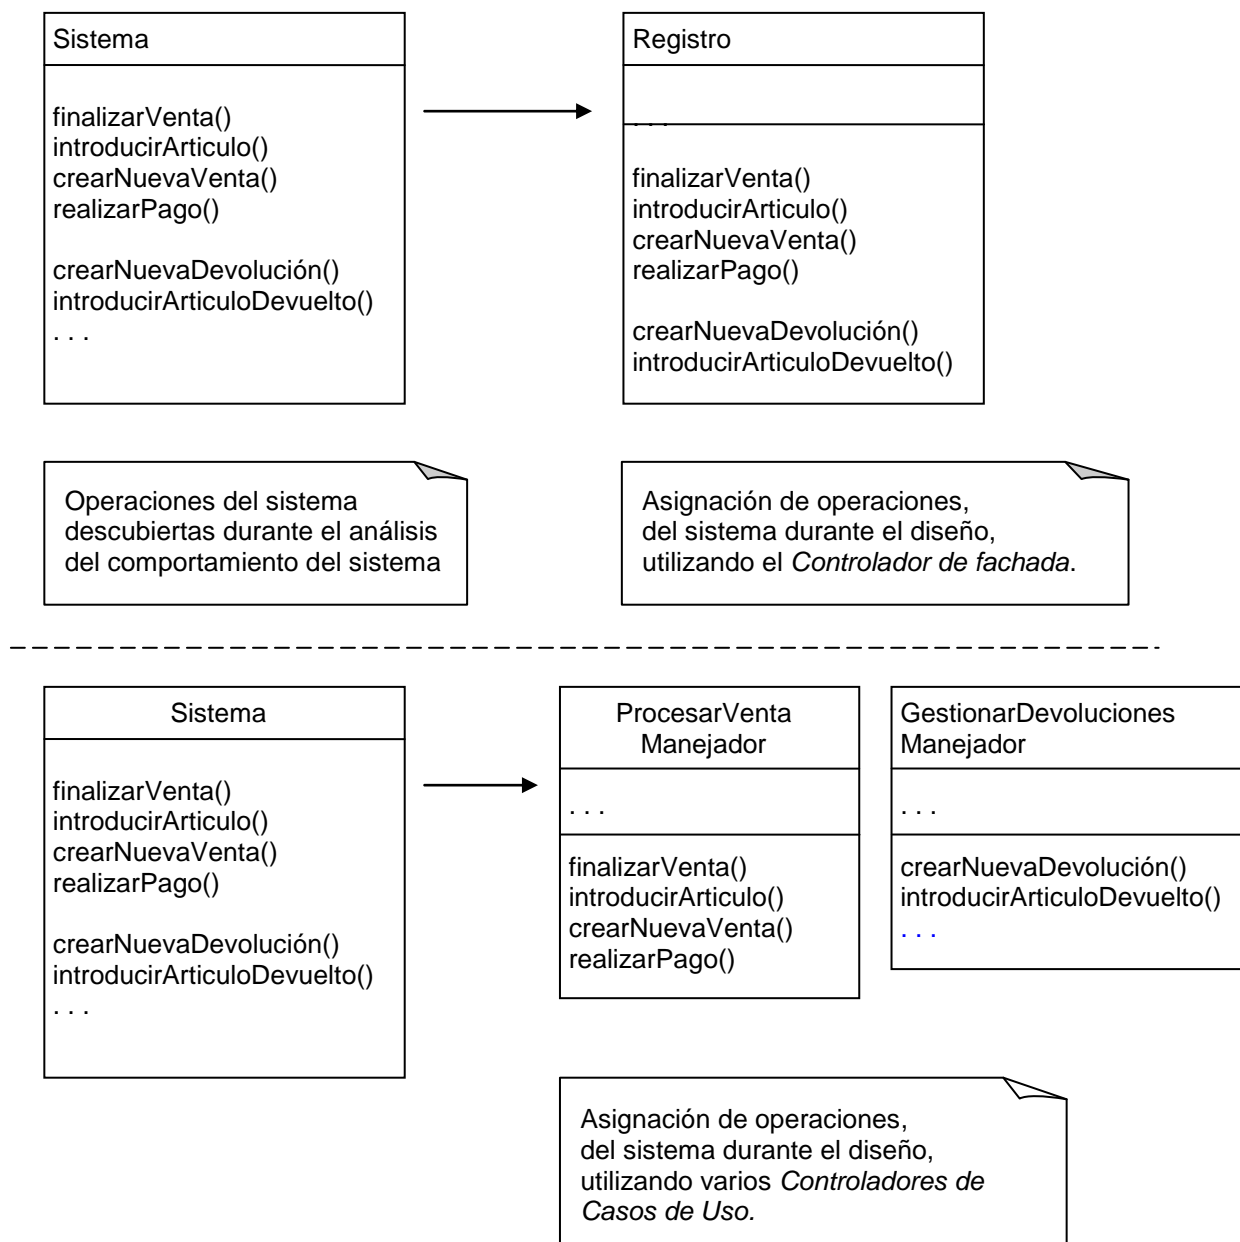 Sistema
finalizarVenta()
introducirArticulo()
crearNuevaVenta()
realizarPago()
crearNuevaDevolución()
introducirArticuloDevuelto()
. . .
Registro
. . .
finalizarVenta()
introducirArticulo()
crearNuevaVenta()
realizarPago()
crearNuevaDevolución()
introducirArticuloDevuelto()
Operaciones del sistema
descubiertas durante el análisis
del comportamiento del sistema
Asignación de operaciones,
del sistema durante el diseño,
utilizando el Controlador de fachada.
Sistema
finalizarVenta()
introducirArticulo()
crearNuevaVenta()
realizarPago()
crearNuevaDevolución()
introducirArticuloDevuelto()
. . .
ProcesarVenta
Manejador
. . .
finalizarVenta()
introducirArticulo()
crearNuevaVenta()
realizarPago()
GestionarDevoluciones
Manejador
. . .
crearNuevaDevolución()
introducirArticuloDevuelto()
. . .
Asignación de operaciones,
del sistema durante el diseño,
utilizando varios Controladores de
Casos de Uso.